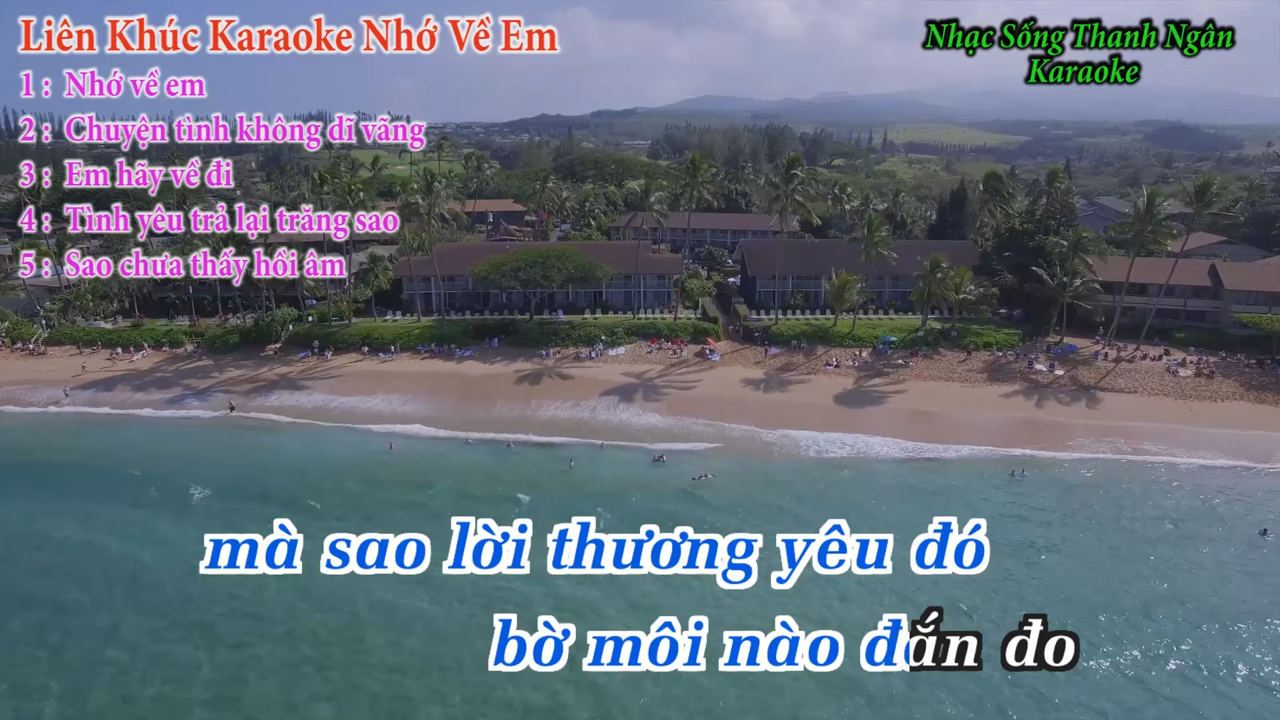 Liên Khúc Karaoke Nhớ Về Em
1 : Nhớ về em
2 : Chuyện tình không dĩ vãng
3 : Em hãy về đi
4 : Tình yêu trả lại trăng sao
5 : Sao chưa thấy hồi âm
Nhạc Sống Thanh Ngân
Karaoke
mà sao lời thương yêu đó
bờ môi nào đắn đo